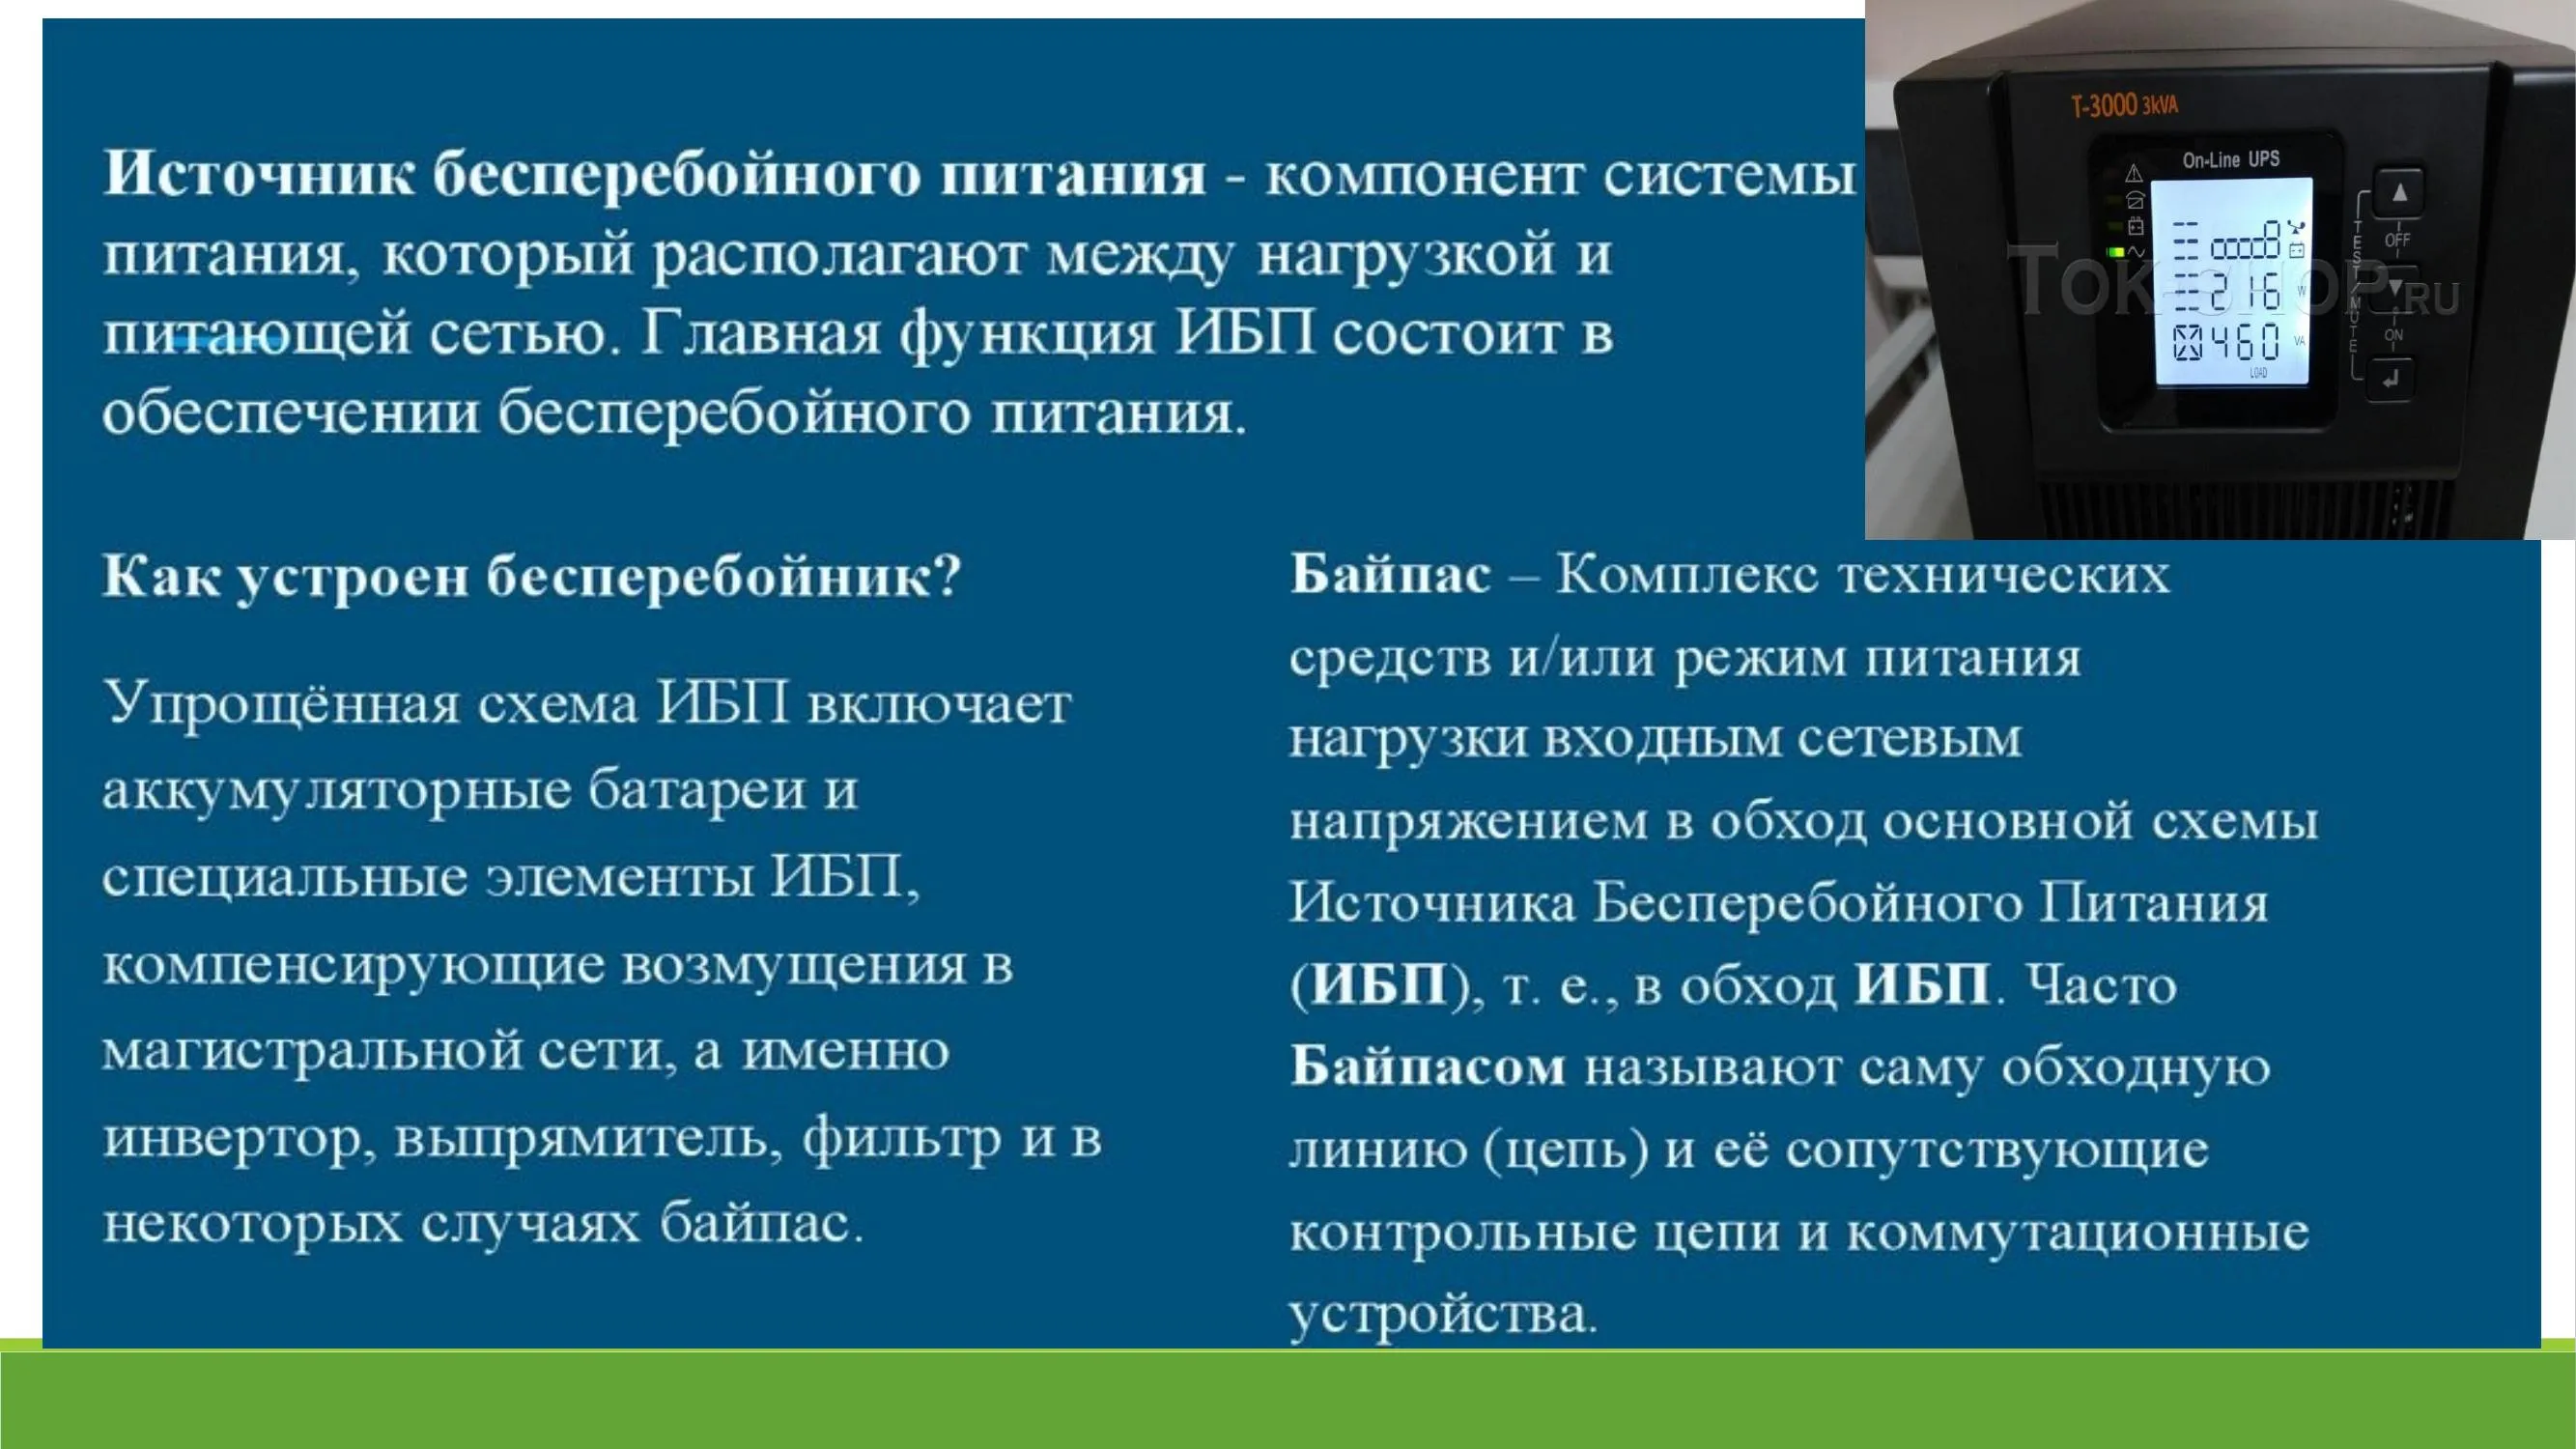 Источник бесперебойного питания - компонент системы
питания, который располагают между нагрузкой и
питающей сетью. Главная функция ИБП состоит в
обеспечении бесперебойного питания.
Как устроен бесперебойник?
Упрощённая схема ИБП включает
аккумуляторные батареи и
специальные элементы ИБП,
компенсирующие возмущения в
магистральной сети, а именно
инвертор, выпрямитель, фильтр и в
некоторых случаях байпас.
Байпас – Комплекс технических
средств и/или режим питания
нагрузки входным сетевым
напряжением в обход основной схемы
Источника Бесперебойного Питания
(ИБП), т. е., в обход ИБП. Часто
Байпасом называют саму обходную
линию (цепь) и её сопутствующие
контрольные цепи и коммутационные
устройства.
T-3000 3kVA
On-Line UPS
216 W
460 VA
LOAD
OFF
ON
TEST/MUTE
TOK-SHOP.RU